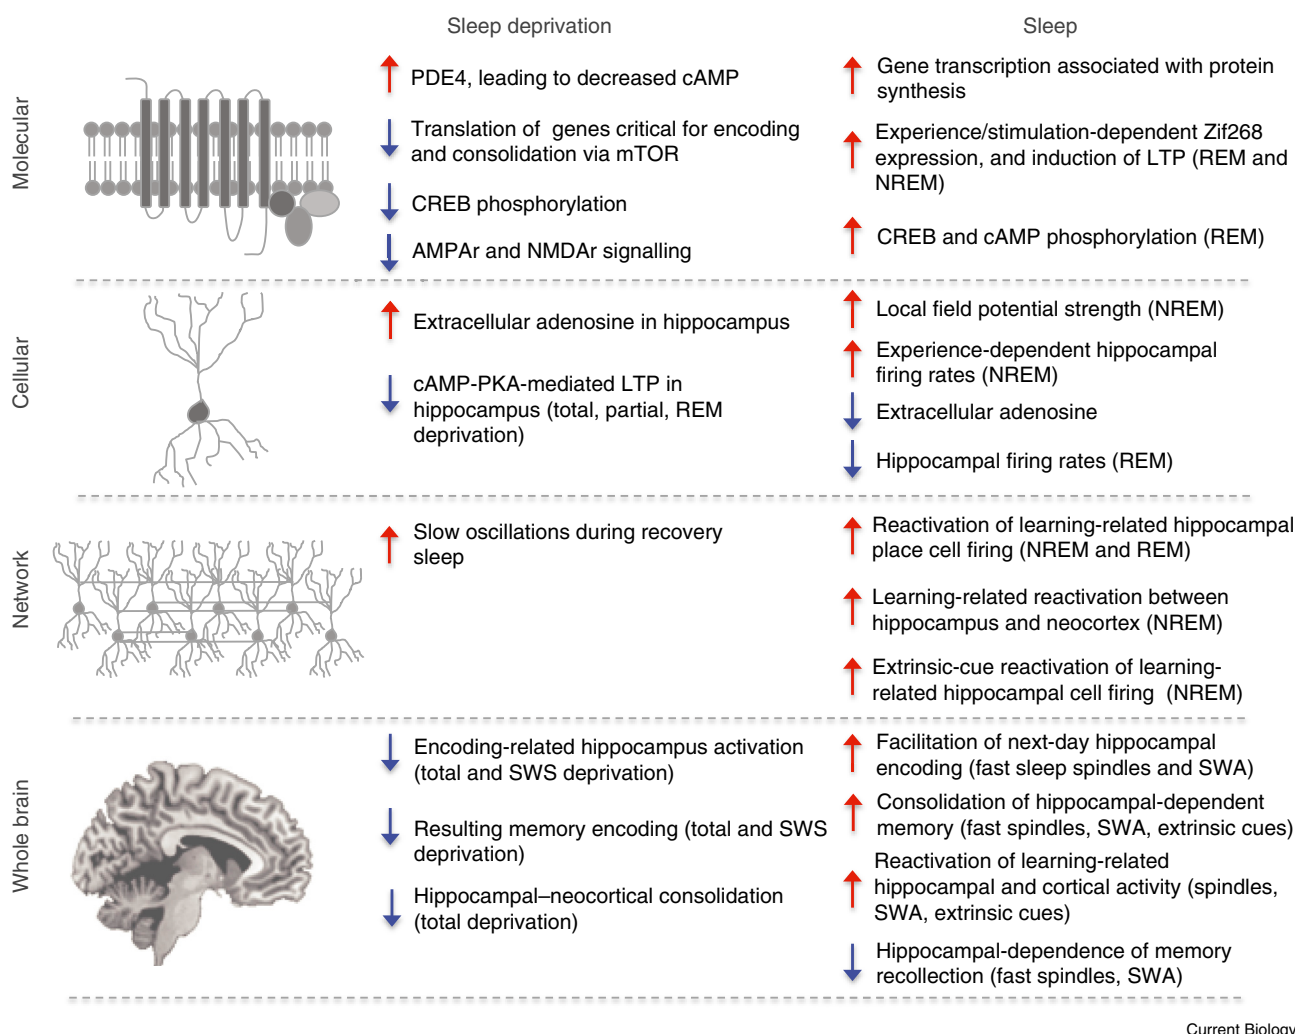 Sleep deprivation
Sleep
Molecular
PDE4, leading to decreased cAMP
Translation of genes critical for encoding
and consolidation via mTOR
CREB phosphorylation
AMPAr and NMDAr signalling
Gene transcription associated with protein
synthesis
Experience/stimulation-dependent Zif268
expression, and induction of LTP (REM and
NREM)
CREB and cAMP phosphorylation (REM)
Cellular
Extracellular adenosine in hippocampus
cAMP-PKA-mediated LTP in
hippocampus (total, partial, REM
deprivation)
Local field potential strength (NREM)
Experience-dependent hippocampal
firing rates (NREM)
Extracellular adenosine
Hippocampal firing rates (REM)
Network
Slow oscillations during recovery
sleep
Reactivation of learning-related hippocampal
place cell firing (NREM and REM)
Learning-related reactivation between
hippocampus and neocortex (NREM)
Extrinsic-cue reactivation of learning-
related hippocampal cell firing (NREM)
Whole brain
Encoding-related hippocampus activation
(total and SWS deprivation)
Resulting memory encoding (total and SWS
deprivation)
Hippocampal–neocortical consolidation
(total deprivation)
Facilitation of next-day hippocampal
encoding (fast sleep spindles and SWA)
Consolidation of hippocampal-dependent
memory (fast spindles, SWA, extrinsic cues)
Reactivation of learning-related
hippocampal and cortical activity (spindles,
SWA, extrinsic cues)
Hippocampal-dependence of memory
recollection (fast spindles, SWA)
Current Biology